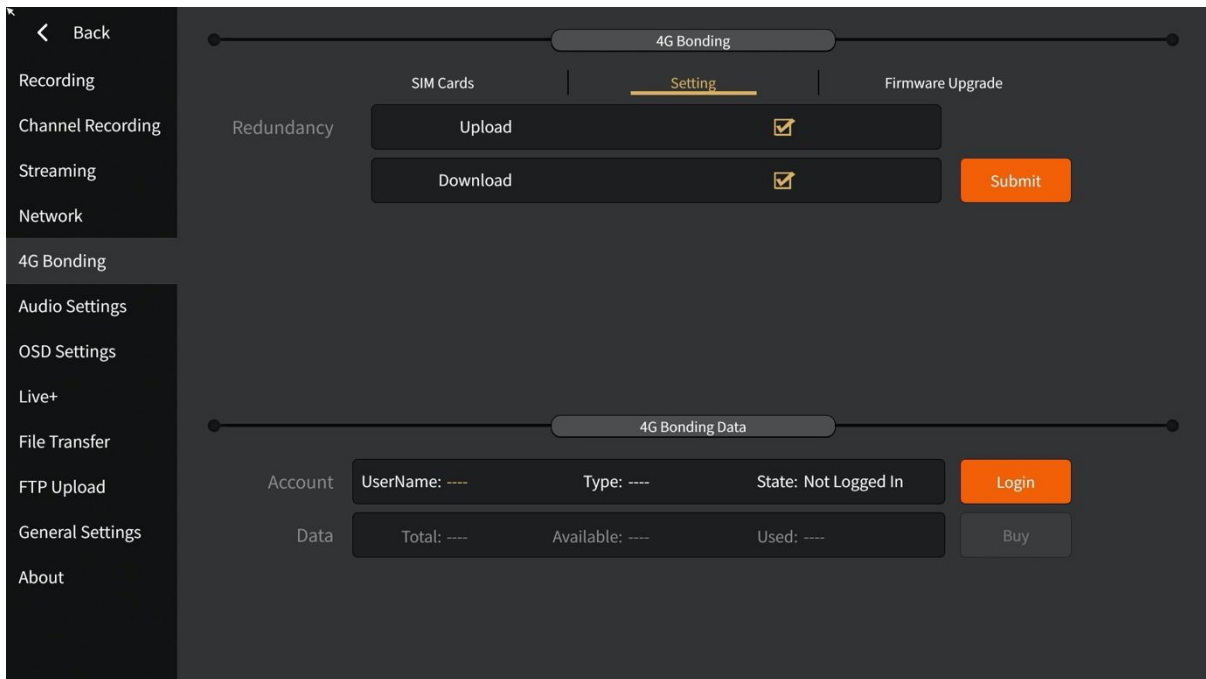 Back
Recording
Channel Recording
Streaming
Network
4G Bonding
Audio Settings
OSD Settings
Live+
File Transfer
FTP Upload
General Settings
About
4G Bonding
SIM Cards Setting Firmware Upgrade
Redundancy Upload
Download Submit
4G Bonding Data
Account UserName: ---- Type: ---- State: Not Logged In Login
Data Total: ---- Available: ---- Used: ---- Buy